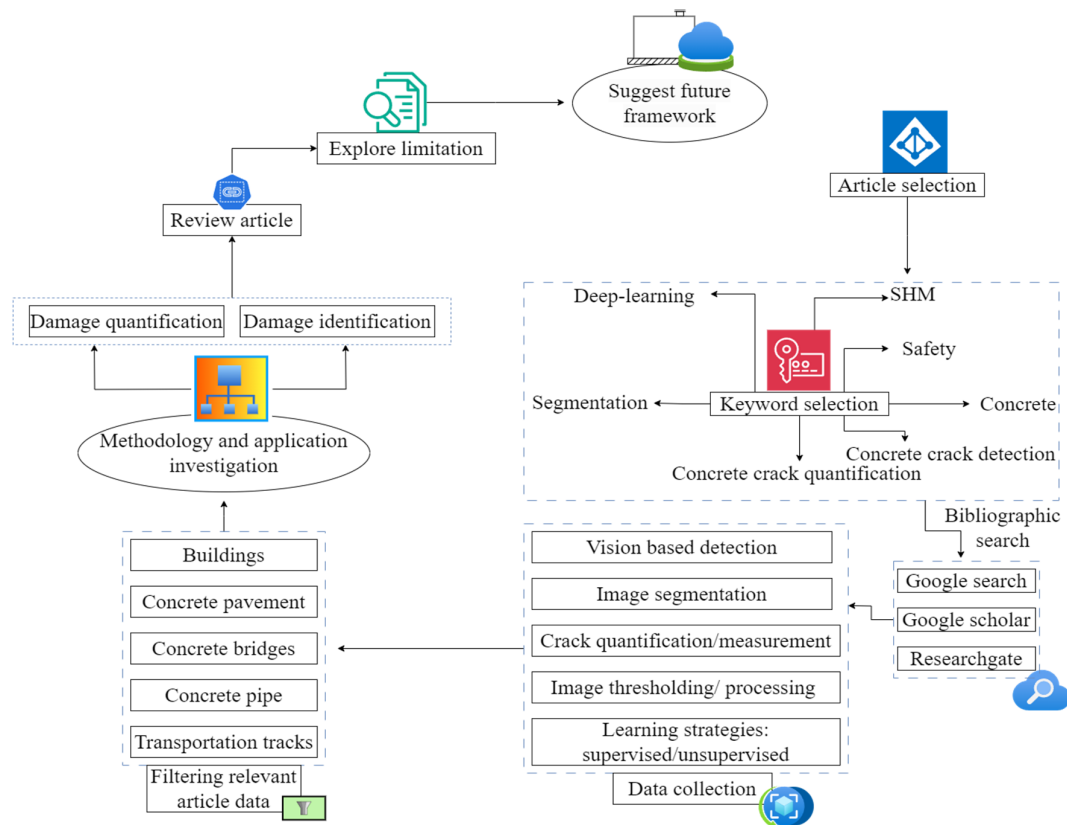 Suggest future
framework
Explore limitation
Article selection
Review article
Deep-learning
SHM
Damage quantification
Damage identification
Safety
Segmentation
Keyword selection
Concrete
Methodology and application
investigation
Concrete crack detection
Concrete crack quantification
Bibliographic
search
Buildings
Concrete pavement
Concrete bridges
Concrete pipe
Transportation tracks
Filtering relevant
article data
Vision based detection
Image segmentation
Crack quantification/measurement
Image thresholding/ processing
Learning strategies:
supervised/unsupervised
Data collection
Google search
Google scholar
Researchgate